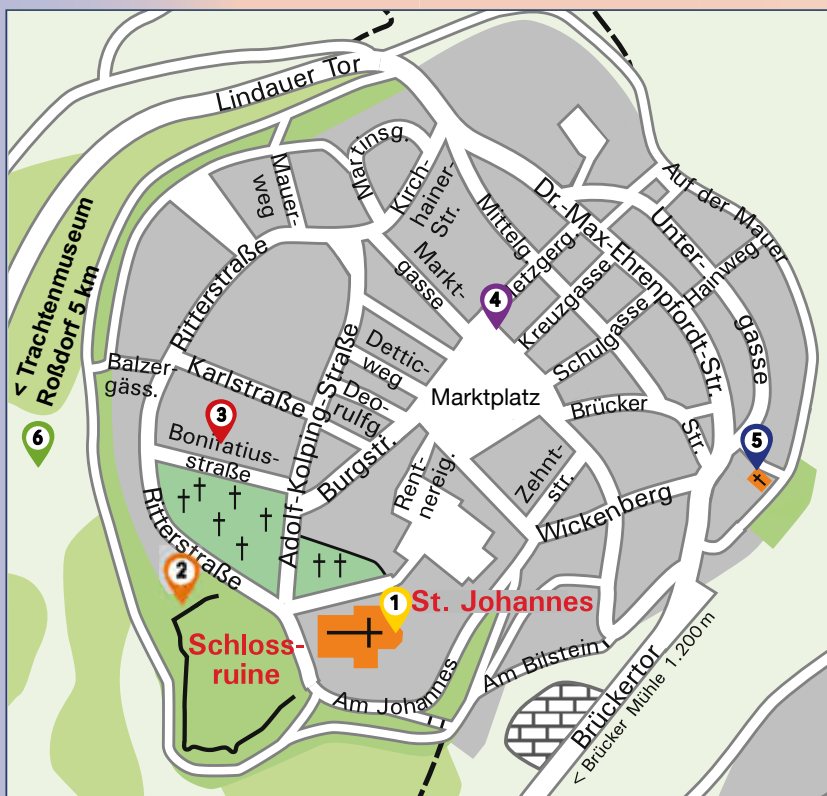 Lindauer Tor
Martinsg.
Mauer-
weg
Kirch-
hainer-
Str.
Mittelg
Auf der Mauer
Dr.-Max-Ehrenpfordt-Str.
Unter-
gasse
Hainweg
Markt-
gasse
etzgerg
Kreuzgasse
Schulgasse
4
< Trachtenmuseum
Roßdorf 5 km
Ritterstraße
Balzer-
gäss.
Karlstraße
Adolf-Kolping-Straße
Dettic-
weg
Deo-
rulfg.
Marktplatz
Brücker
Str.
3
Bonifatius-
straße
Burgstr.
Rent-
nereig.
Zehnt-
str.
Wickenberg
5
6
Ritterstraße
2
1
St. Johannes
Schloss-
ruine
Am Johannes
Am Bilstein
Brückertor
< Brücker Mühle 1.200 m